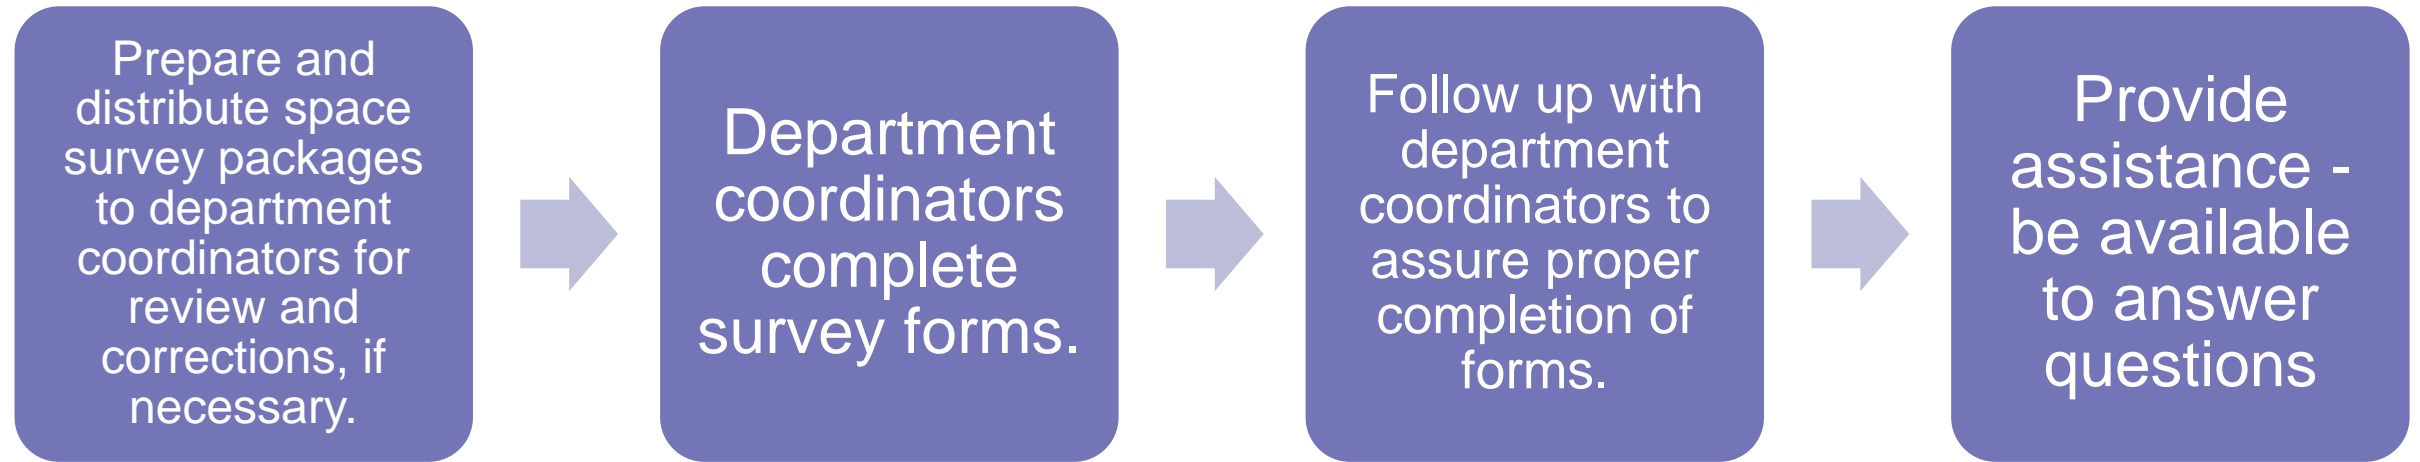 Prepare and
distribute space
survey packages
to department
coordinators for
review and
corrections, if
necessary.
Department
coordinators
complete
survey forms.
Follow up with
department
coordinators to
assure proper
completion of
forms.
Provide
assistance -
be available
to answer
questions